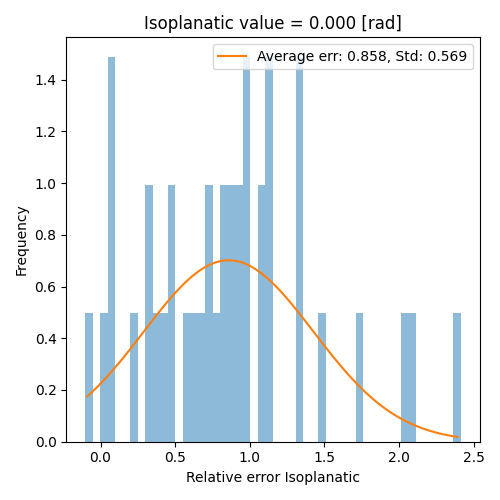 Isoplanatic value = 0.000 [rad]
Average err: 0.858, Std: 0.569
Frequency
1.4
1.2
1.0
0.8
0.6
0.4
0.2
0.0
0.0 0.5 1.0 1.5 2.0 2.5
Relative error Isoplanatic